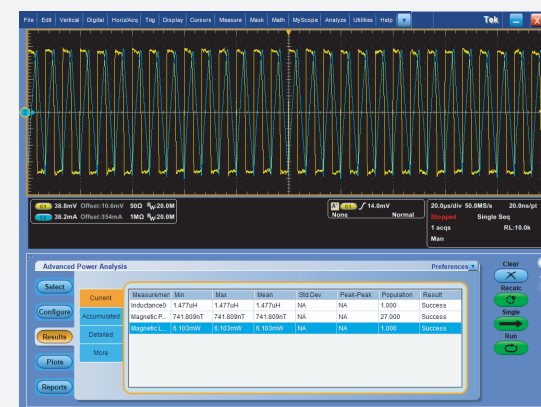 File Edit Vertical Digital Horiz/Acq Trig Display Cursors Measure Mask Math MyScope Analyze Utilities Help Tek
C1 38.8mV Offset:10.6mV 50Ω BW:20.0M
38.2mA Offset:354mA 1MΩ BW:20.0M
A' C1 14.0mV
None Normal
20.0µs/div 50.0MS/s 20.0ns/pt
Stopped Single Seq
1 acqs RL:10.0k
Man
Advanced Power Analysis Preferences
Clear
Select
Recalc
Configure
Single
Results
Run
Plots
Reports
Current
Accumulated
Detailed
More
Measuremer Min Max Mean Std Dev Peak-Peak Population Result
Inductance0 1.477uH 1.477uH 1.477uH NA NA 1.000 Success
Magnetic P... 741.809nT 741.809nT 741.809nT NA NA 27.000 Success
Magnetic L... 6.103mW 6.103mW 6.103mW NA NA 1.000 Success